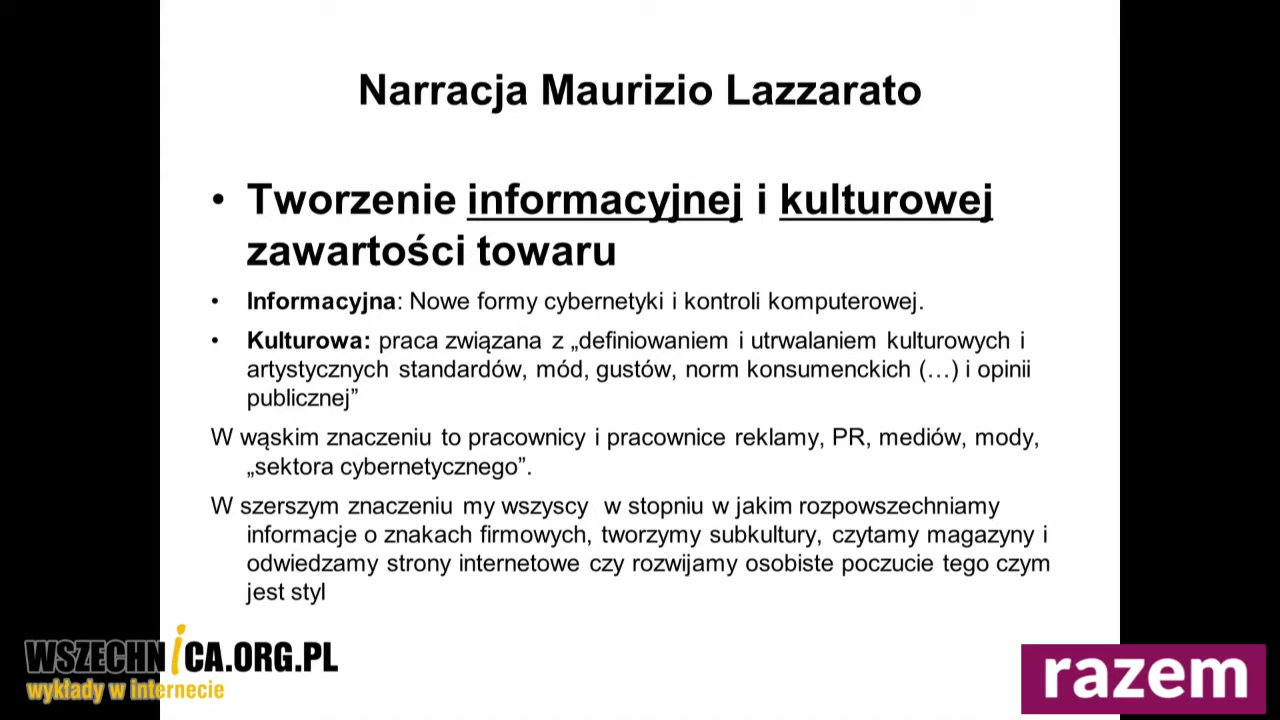 Narracja Maurizio Lazzarato
• Tworzenie informacyjnej i kulturowej
zawartości towaru
• Informacyjna: Nowe formy cybernetyki i kontroli komputerowej.
• Kulturowa: praca związana z „definiowaniem i utrwalaniem kulturowych i
artystycznych standardów, mód, gustów, norm konsumenckich (…) i opinii
publicznej”
W wąskim znaczeniu to pracownicy i pracownice reklamy, PR, mediów, mody,
„sektora cybernetycznego”.
W szerszym znaczeniu my wszyscy w stopniu w jakim rozpowszechniamy
informacje o znakach firmowych, tworzymy subkultury, czytamy magazyny i
odwiedzamy strony internetowe czy rozwijamy osobiste poczucie tego czym
jest styl
WSZECHNiCA.ORG.PL
wykłady w internecie
razem